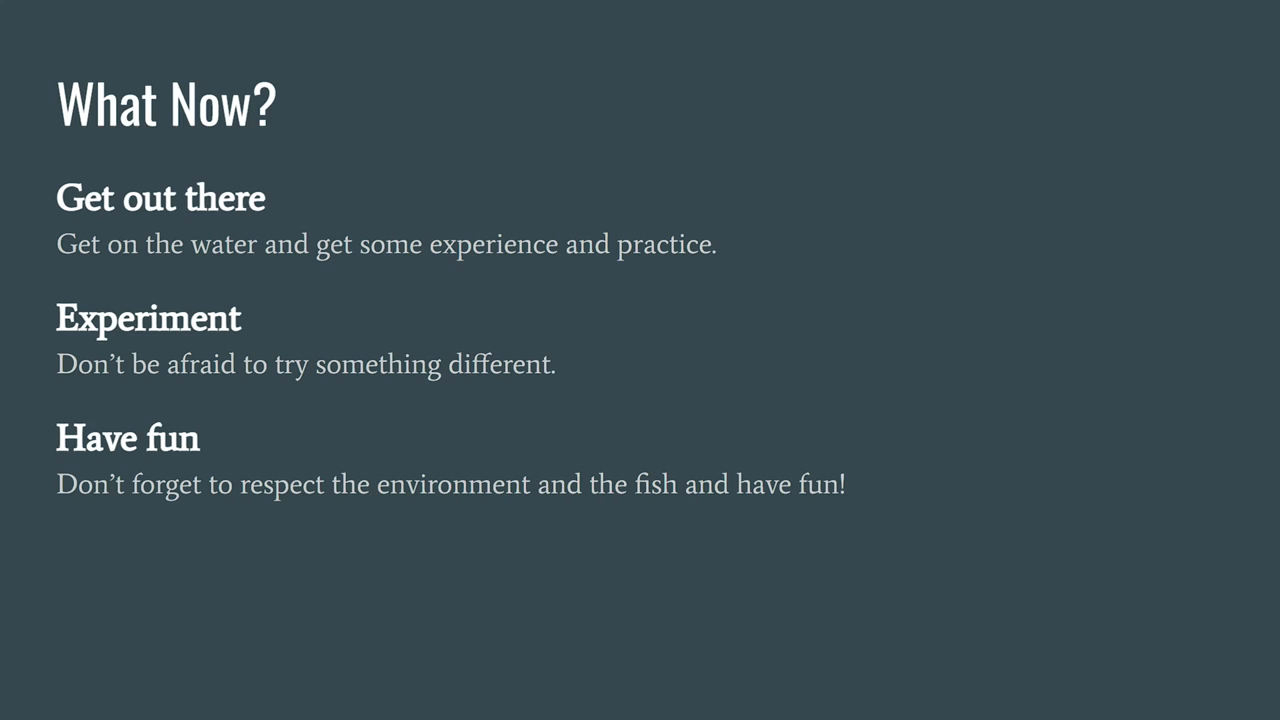 What Now?
Get out there
Get on the water and get some experience and practice.
Experiment
Don’t be afraid to try something different.
Have fun
Don’t forget to respect the environment and the fish and have fun!